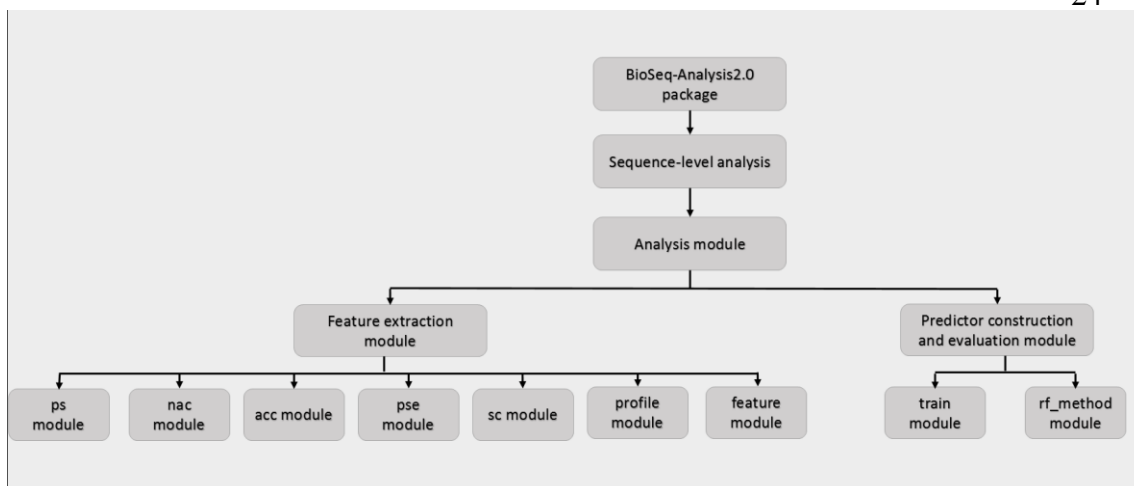 BioSeq-Analysis2.0
package
Sequence-level analysis
Analysis module
Feature extraction
module
Predictor construction
and evaluation module
ps
module
nac
module
acc module
pse
module
sc module
profile
module
feature
module
train
module
rf_method
module